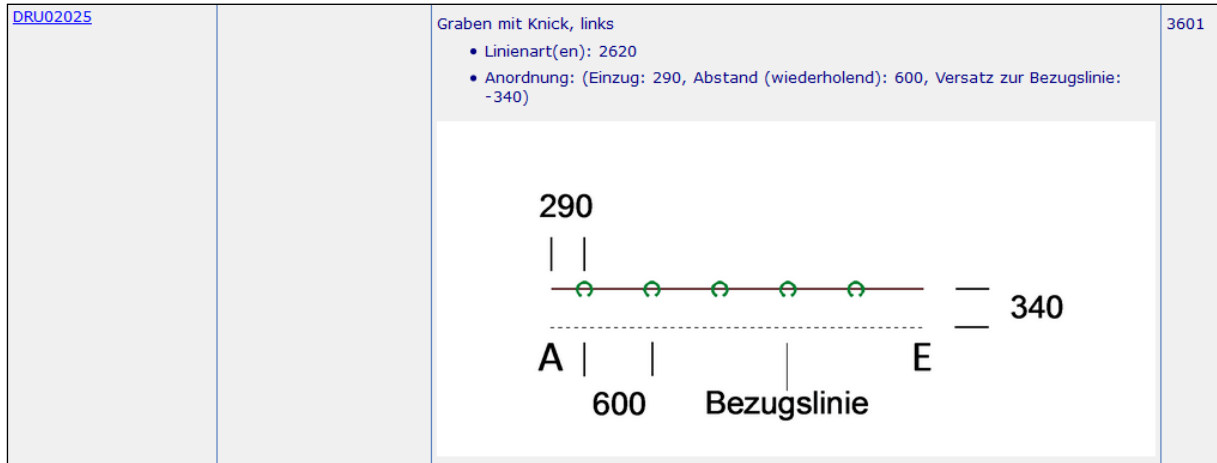 DRU02025
Graben mit Knick, links
• Linienart(en): 2620
• Anordnung: (Einzug: 290, Abstand (wiederholend): 600, Versatz zur Bezugslinie:
-340)
3601
290
340
A
E
600
Bezugslinie